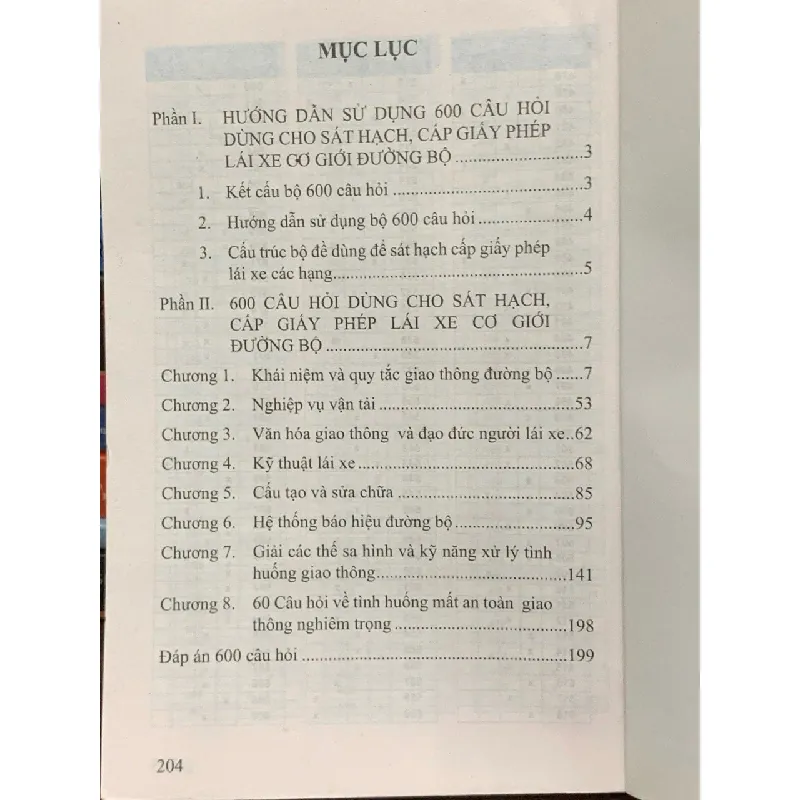 MỤC LỤC
Phần I. HƯỚNG DẪN SỬ DỤNG 600 CÂU HỎI
DÙNG CHO SÁT HẠCH, CẤP GIẤY PHÉP
LÁI XE CƠ GIỚI ĐƯỜNG BỘ..........................3
1. Kết cấu bộ 600 câu hỏi .......................................3
2. Hướng dẫn sử dụng bộ 600 câu hỏi.....................4
3. Cấu trúc bộ đề dùng để sát hạch cấp giấy phép
lái xe các hạng...................................................5
Phần II. 600 CÂU HỎI DÙNG CHO SÁT HẠCH,
CẤP GIẤY PHÉP LÁI XE CƠ GIỚI
ĐƯỜNG BỘ ....................................................7
Chương 1. Khái niệm và quy tắc giao thông đường bộ ......7
Chương 2. Nghiệp vụ vận tải ........................................53
Chương 3. Văn hóa giao thông và đạo đức người lái xe..62
Chương 4. Kỹ thuật lái xe ............................................68
Chương 5. Cấu tạo và sửa chữa ....................................85
Chương 6. Hệ thống báo hiệu đường bộ........................95
Chương 7. Giải các thế sa hình và kỹ năng xử lý tình
huống giao thông.......................................141
Chương 8. 60 Câu hỏi về tình huống mất an toàn giao
thông nghiêm trọng...................................198
Đáp án 600 câu hỏi .....................................................199
204